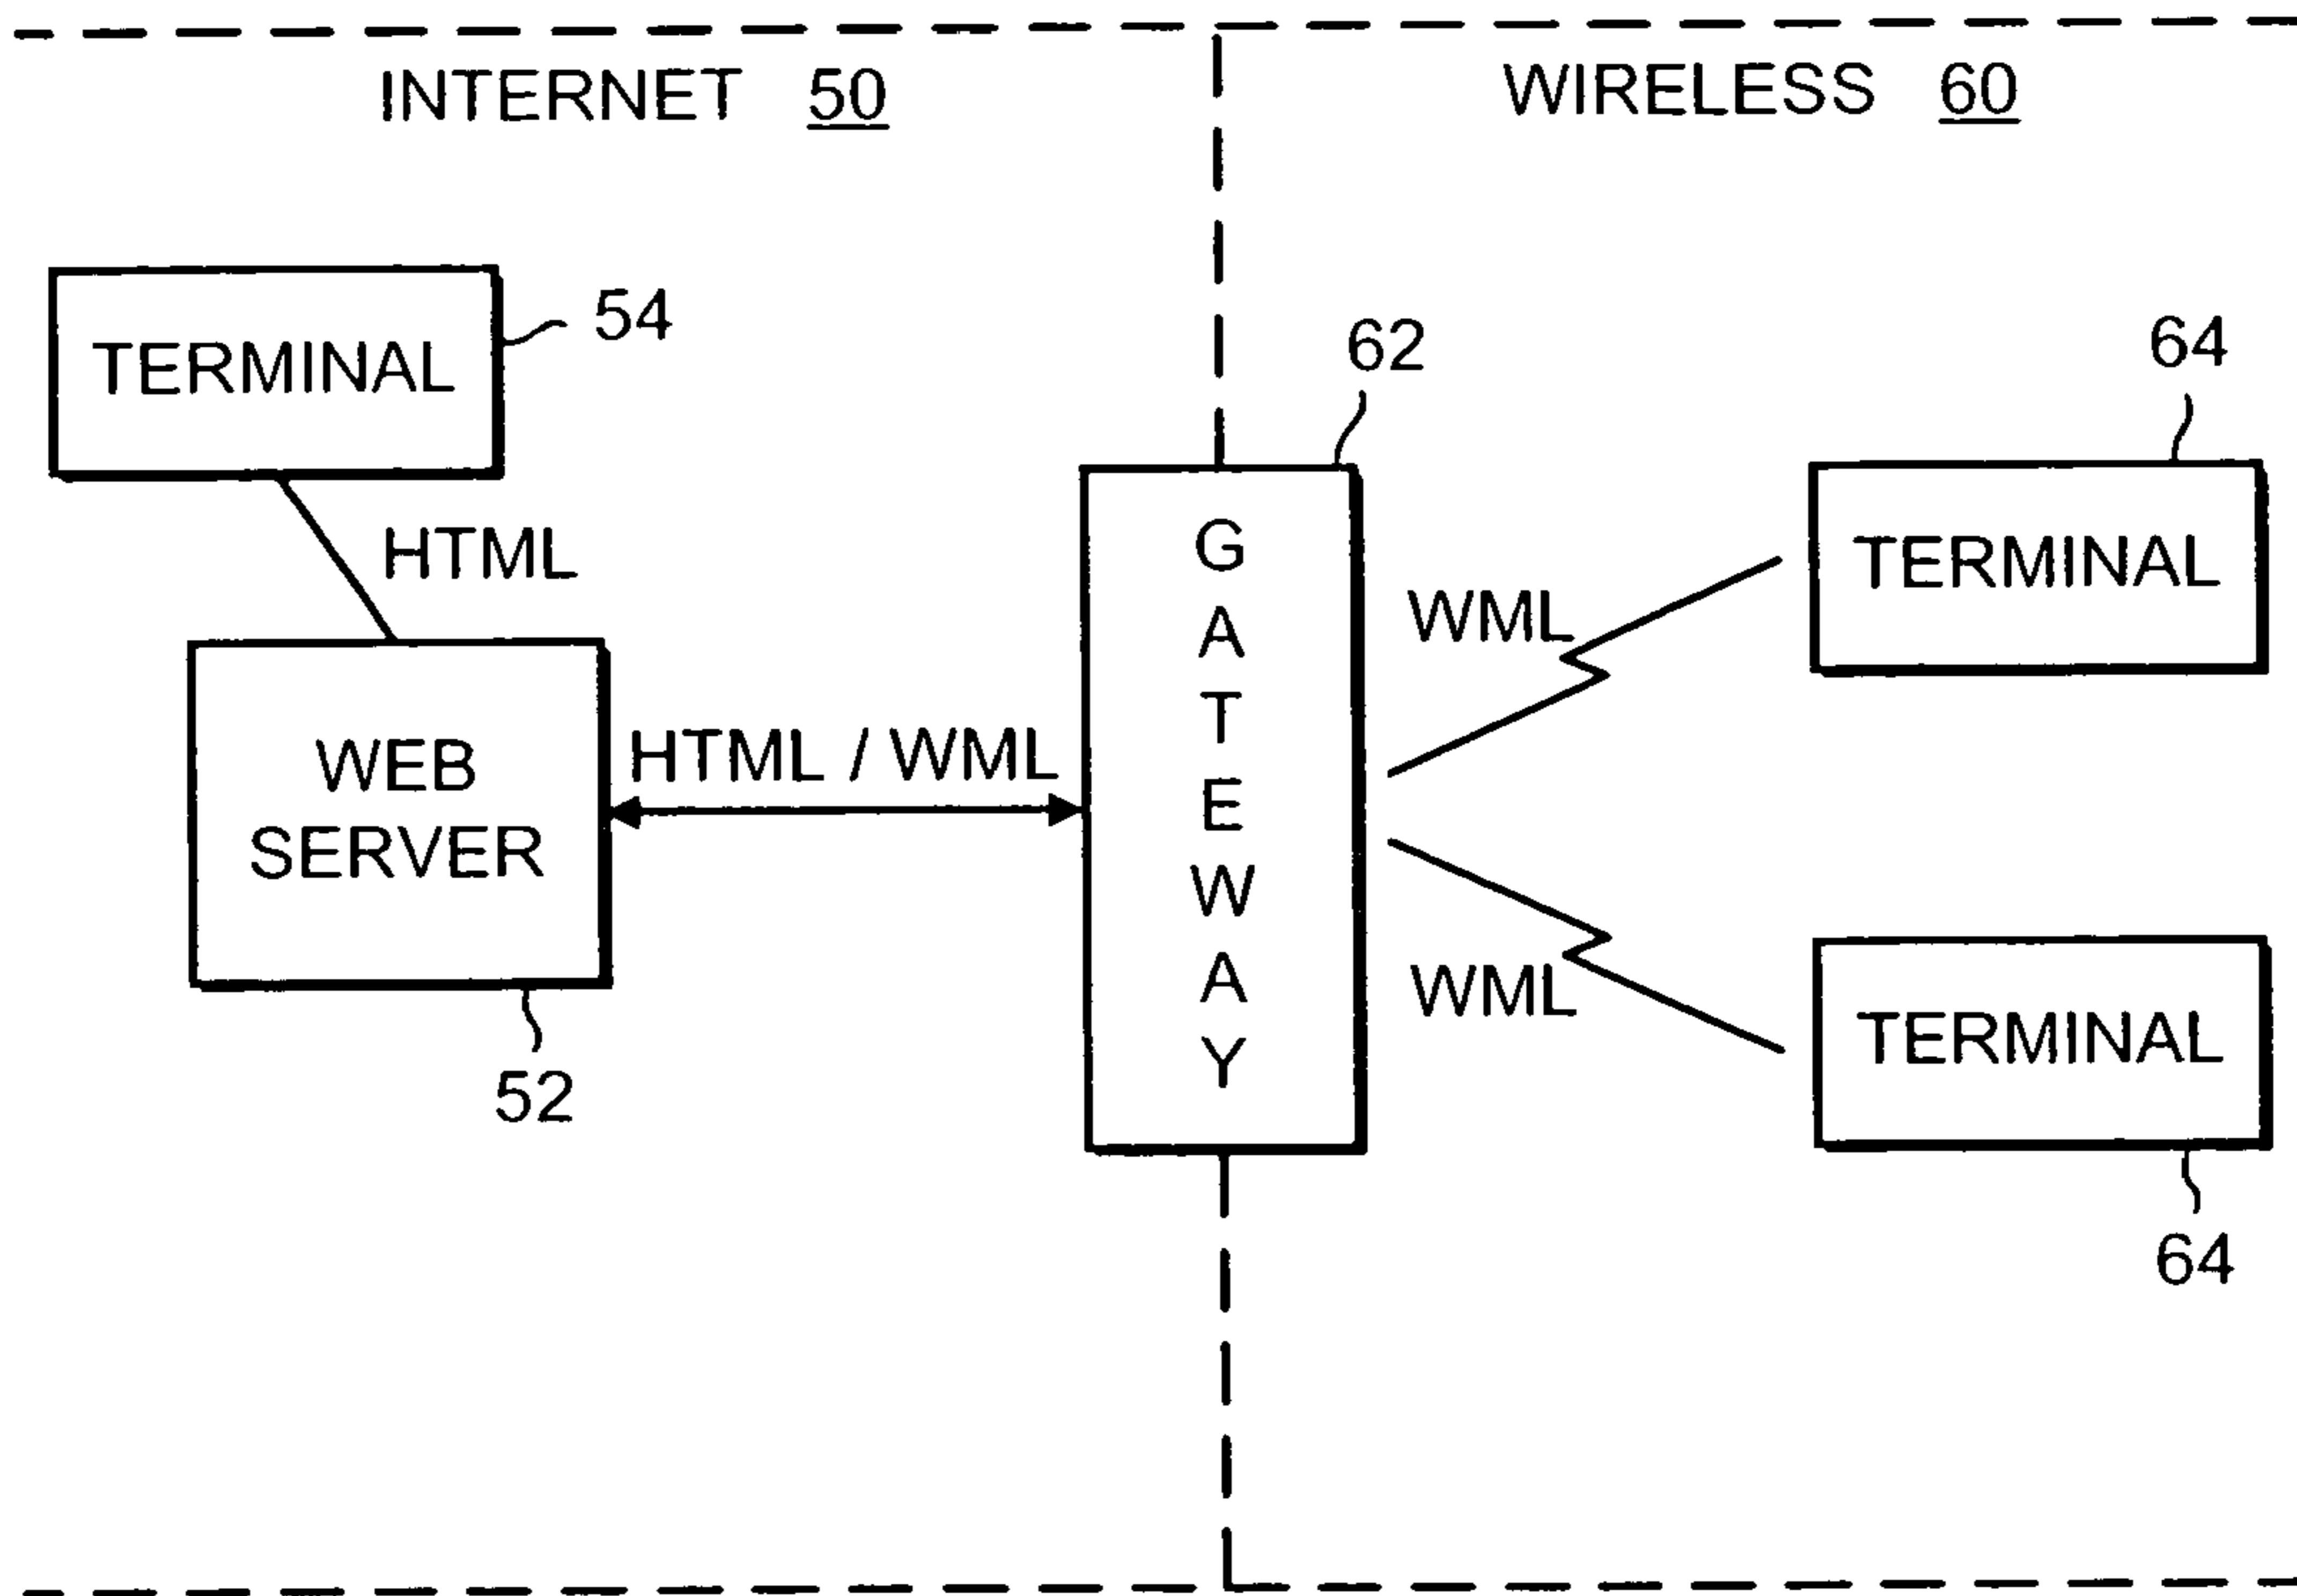 INTERNET 50
WIRELESS 60
TERMINAL
54
HTML
WEB
SERVER
52
HTML / WML
62
GATEWAY
WML
WML
64
TERMINAL
TERMINAL
64